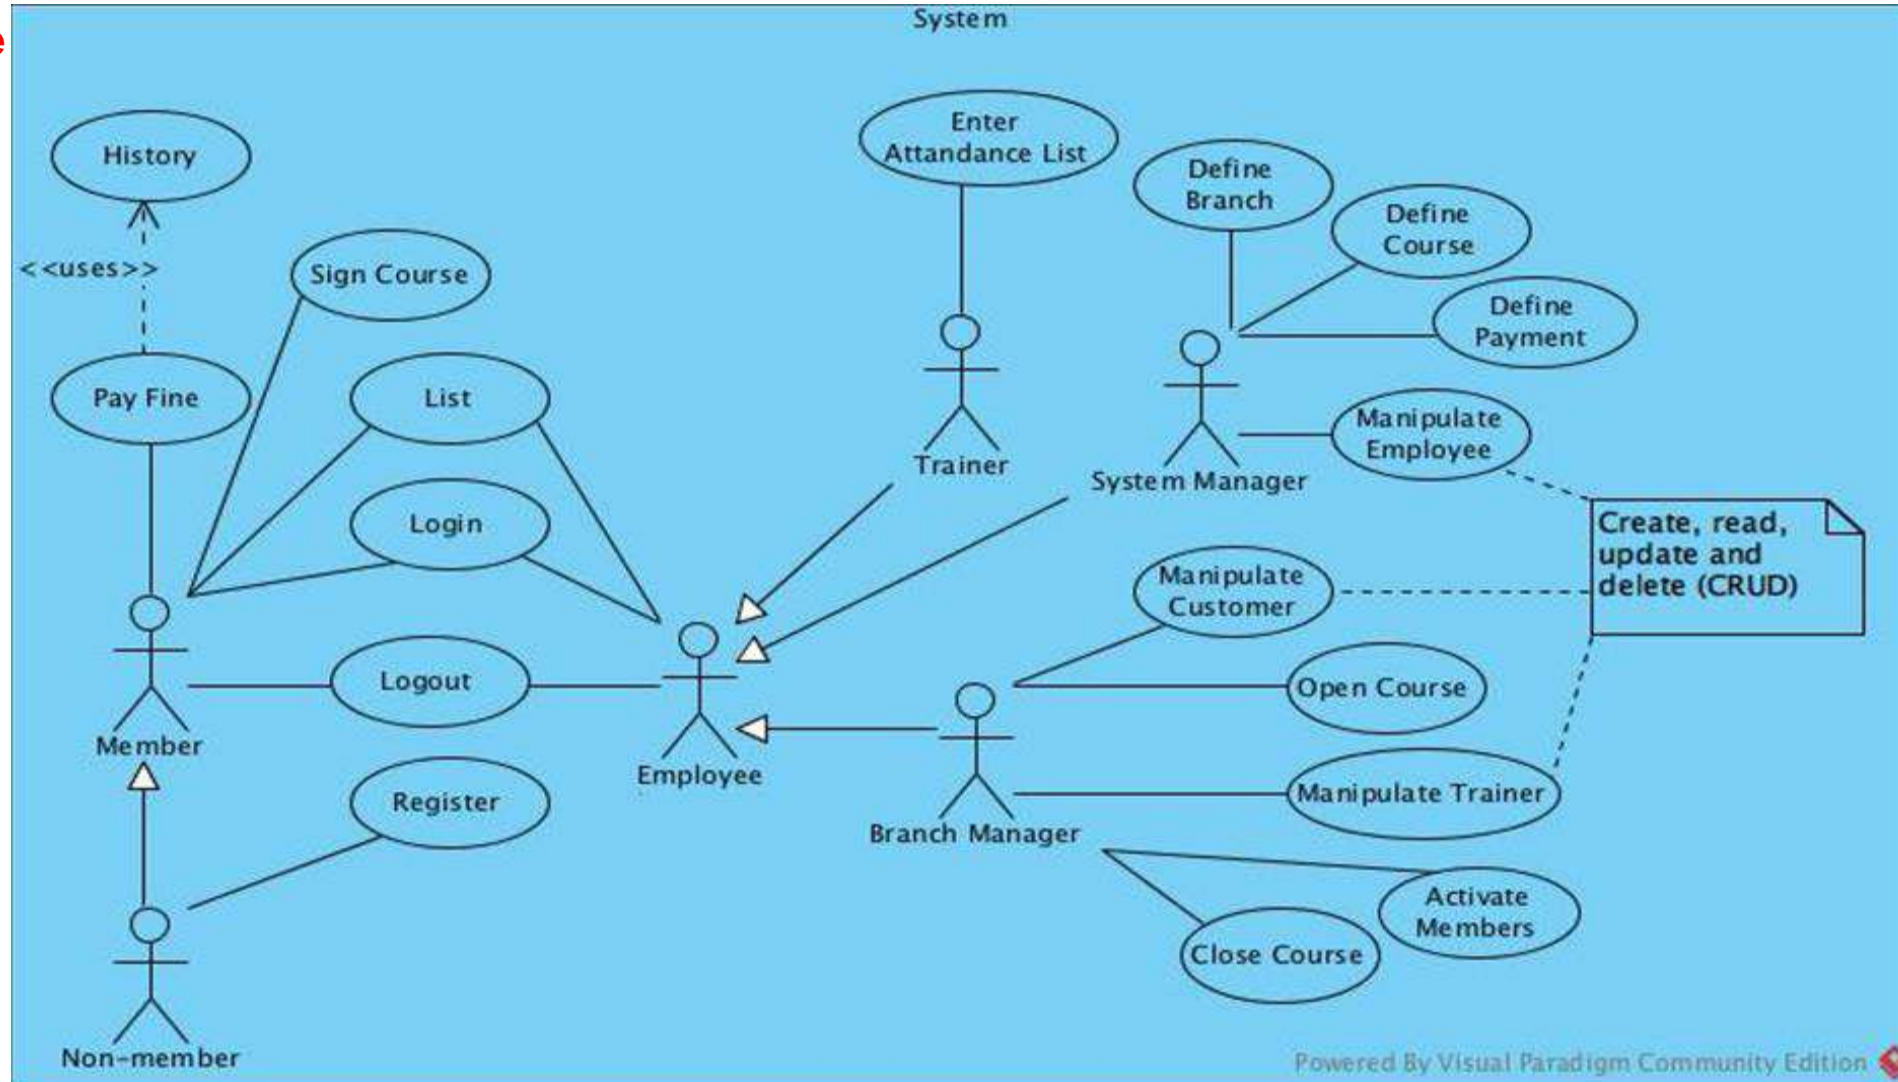 System
e
Enter
Attandance List
History
Define
Branch
Define
Course
<<uses>>
Sign Course
Define
Payment
Pay Fine
List
Manipulate
Employee
Trainer
System Manager
Login
Create, read,
update and
delete (CRUD)
Manipulate
Customer
Logout
Open Course
Member
Employee
Manipulate Trainer
Register
Branch Manager
Activate
Members
Close Course
Non-member
Powered By Visual Paradigm Community Edition